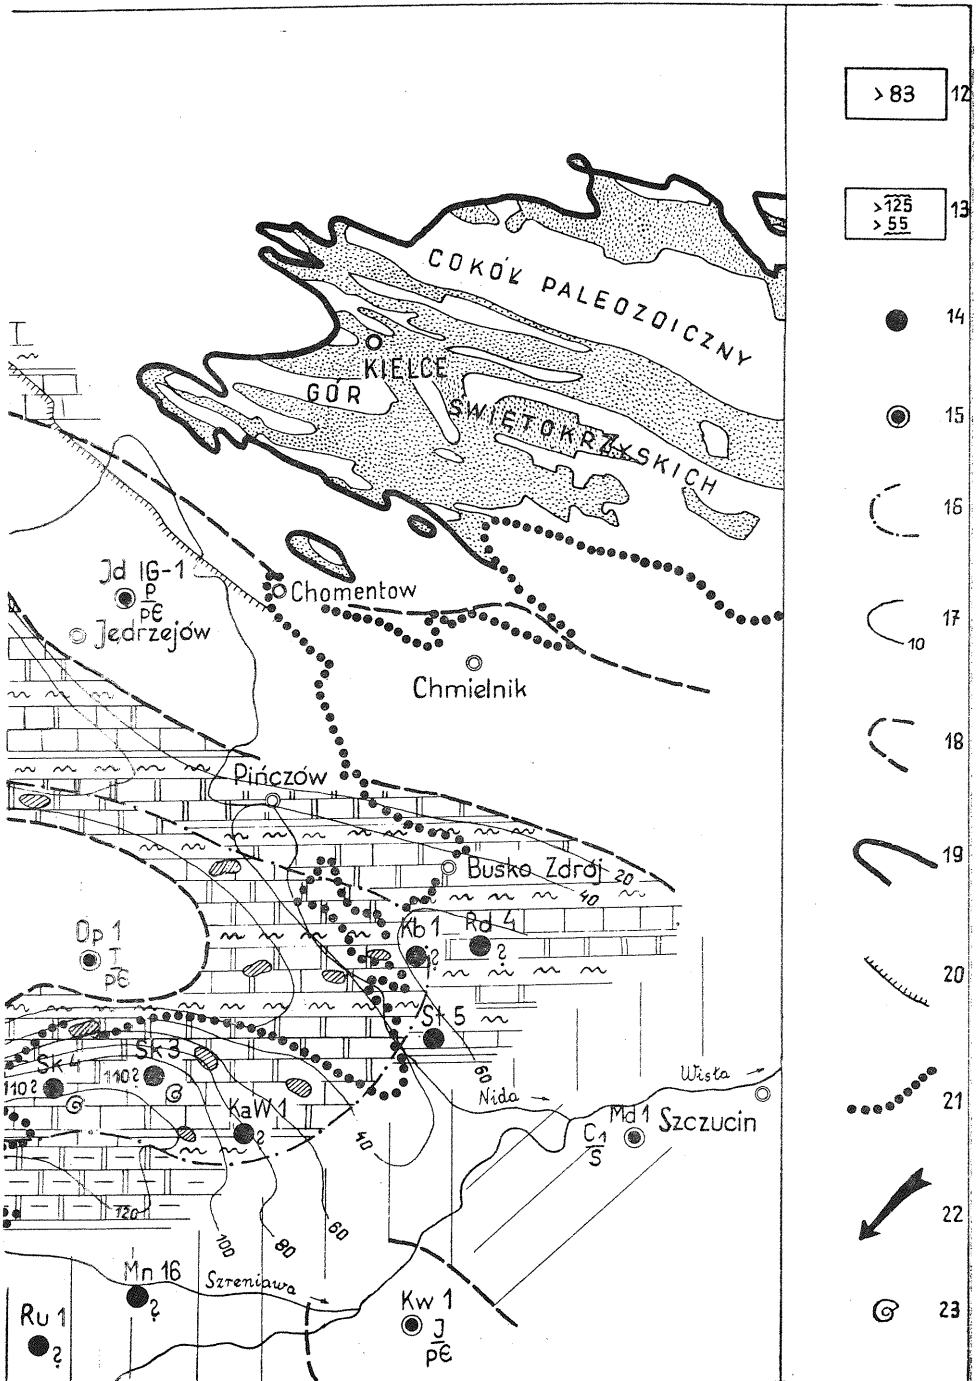 COKÓŁ PALEOZOICZNY
I
KIELCE
GÓR
ŚWIĘTOKRZYSKICH
Jd IG-1
P
pЄ
Jędrzejów
Chomentow
Chmielnik
Pińczów
Busko Zdrój
20
40
Op 1
I
pЄ
Kb 1
?
Rd 4
?
St 5
60
Sk 4
110?
Sk 3
110?
KaW 1
?
40
Nida
Wisła
Md 1
C1
S
Szczucin
120
100
80
60
Mn 16
?
Szreniawa
Ru 1
?
Kw 1
J
pЄ
>83
12
>125
>55
13
14
15
16
10
17
18
19
20
21
22
23